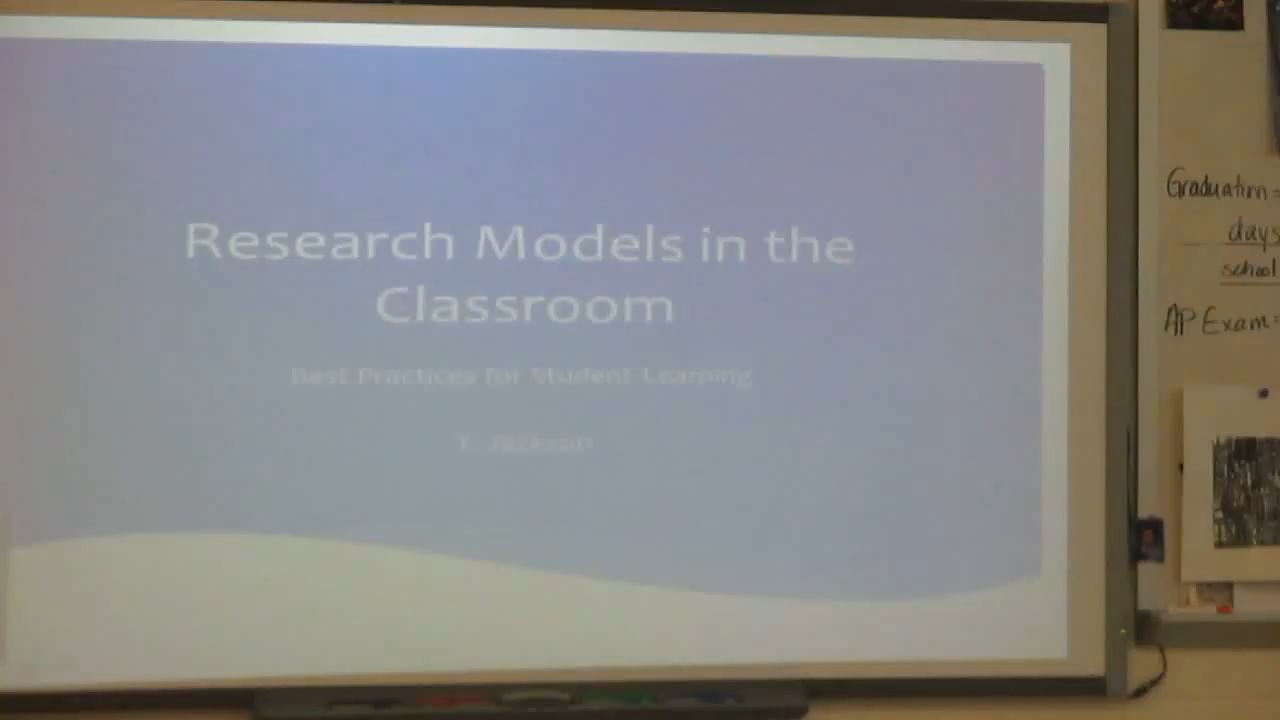 Research Models in the
Classroom
Best Practices for Student Learning
Graduation =
days
school
AP Exam =